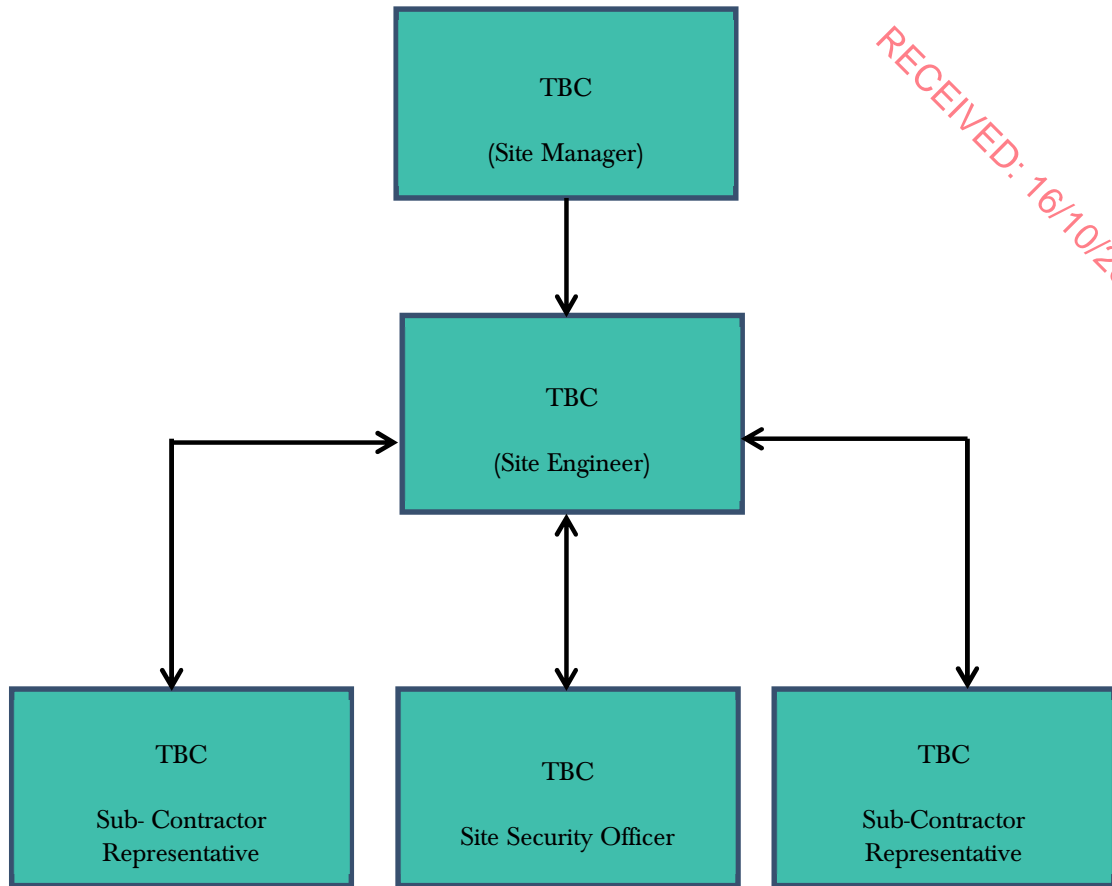 TBC
(Site Manager)
RECEIVED: 16/10/20
TBC
(Site Engineer)
TBC
Sub- Contractor
Representative
TBC
Site Security Officer
TBC
Sub-Contractor
Representative